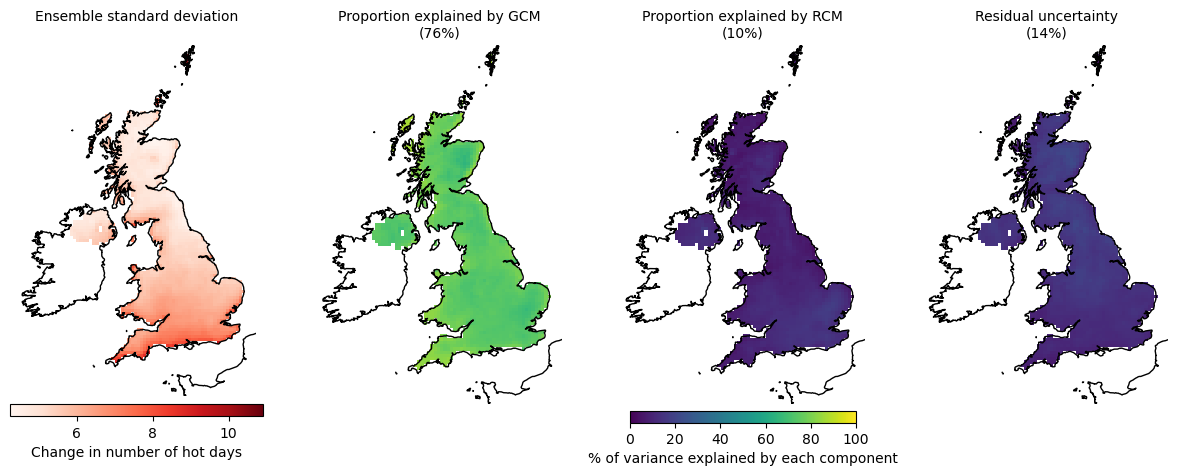 Ensemble standard deviation
Proportion explained by GCM
(76%)
Proportion explained by RCM
(10%)
Residual uncertainty
(14%)
6 8 10
Change in number of hot days
0 20 40 60 80 100
% of variance explained by each component